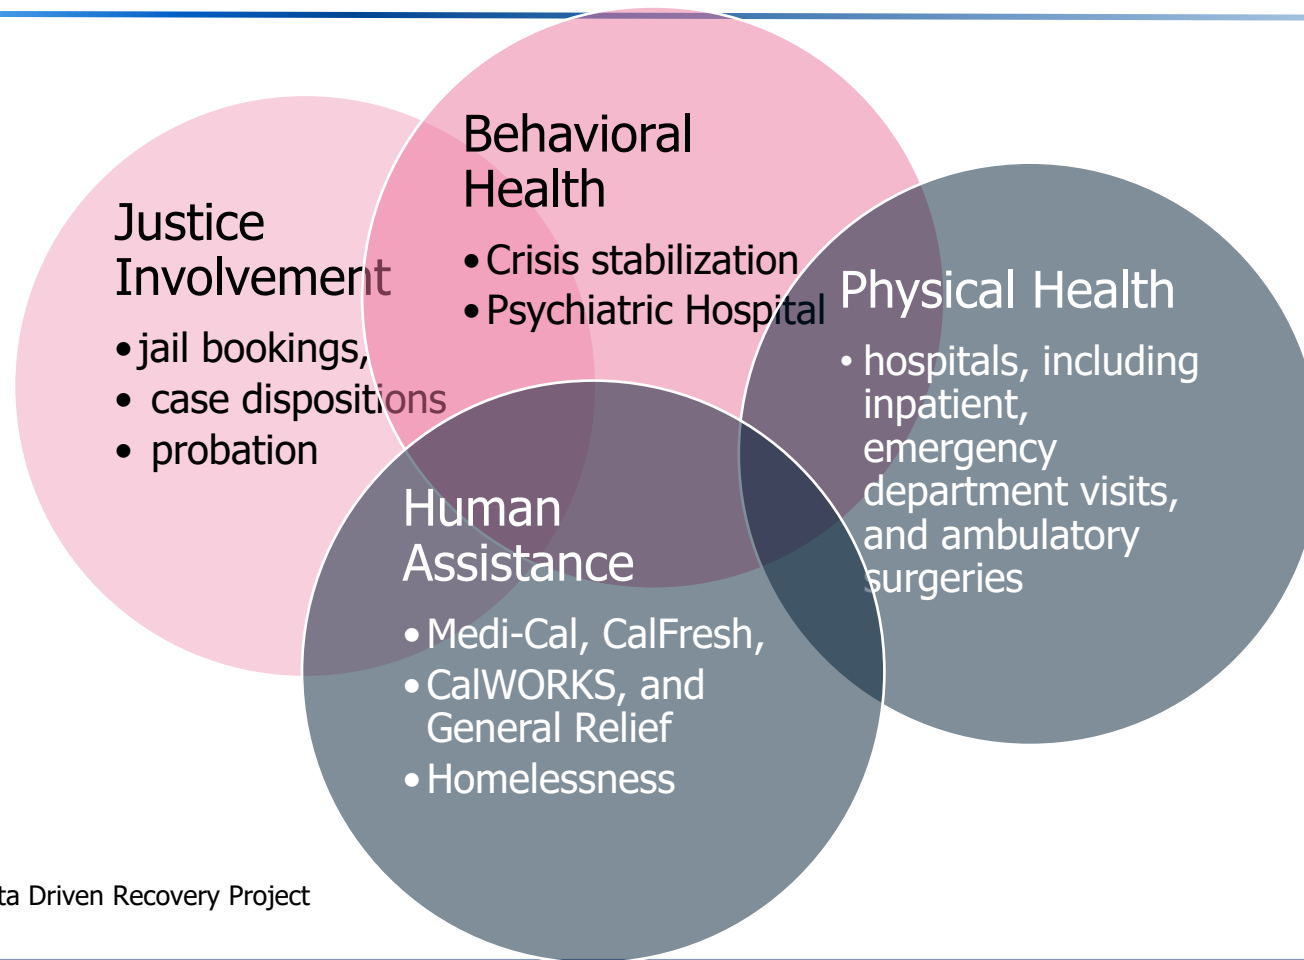 Behavioral
Health
• Crisis stabilization
• Psychiatric Hospital
Justice
Involvement
• jail bookings,
• case dispositions
• probation
Physical Health
• hospitals, including
inpatient,
emergency
department visits,
and ambulatory
surgeries
Human
Assistance
• Medi-Cal, CalFresh,
• CalWORKS, and
General Relief
• Homelessness
ta Driven Recovery Project